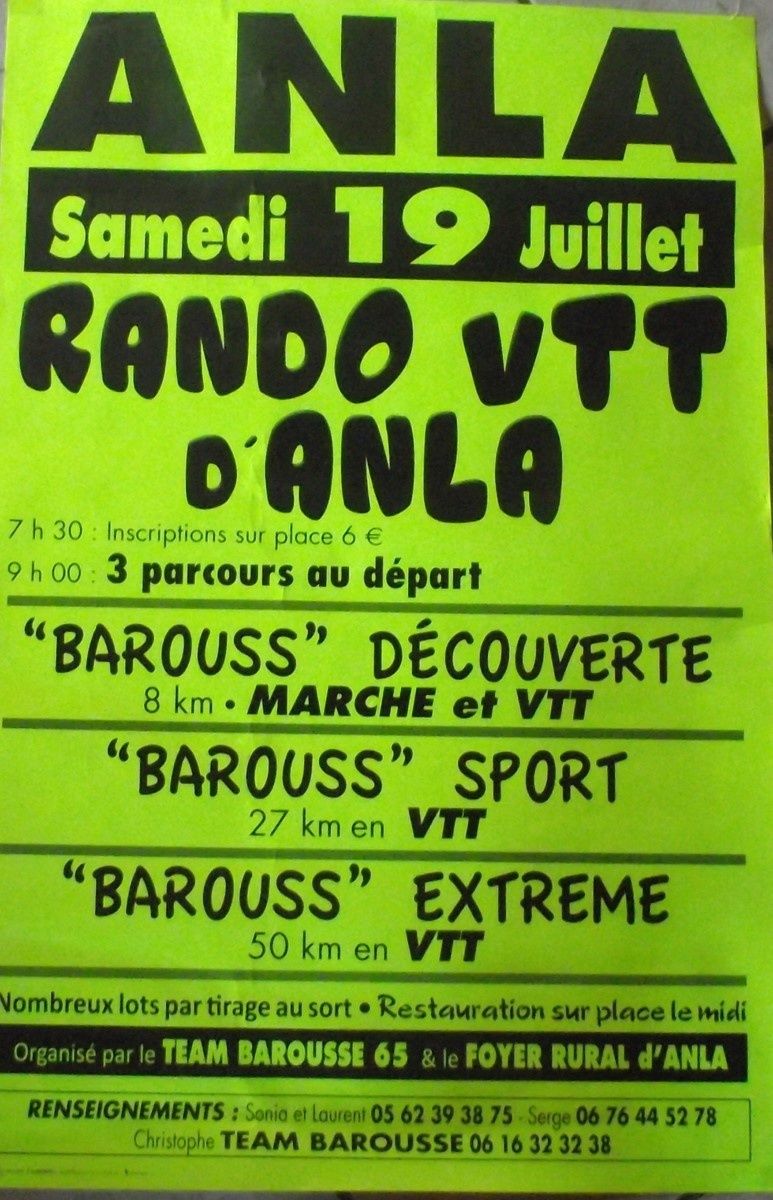 ANLA
Samedi 19 Juillet
RANDO VTT
D'ANLA
7 h 30 : Inscriptions sur place 6 €
9 h 00 : 3 parcours au départ
“BAROUSS” DÉCOUVERTE
8 km • MARCHE et VTT
“BAROUSS” SPORT
27 km en VTT
“BAROUSS” EXTREME
50 km en VTT
Nombreux lots par tirage au sort • Restauration sur place le midi
Organisé par le TEAM BAROUSSE 65 & le FOYER RURAL d'ANLA
RENSEIGNEMENTS : Sonia et Laurent 05 62 39 38 75 - Serge 06 76 44 52 78
Christophe TEAM BAROUSSE 06 16 32 32 38